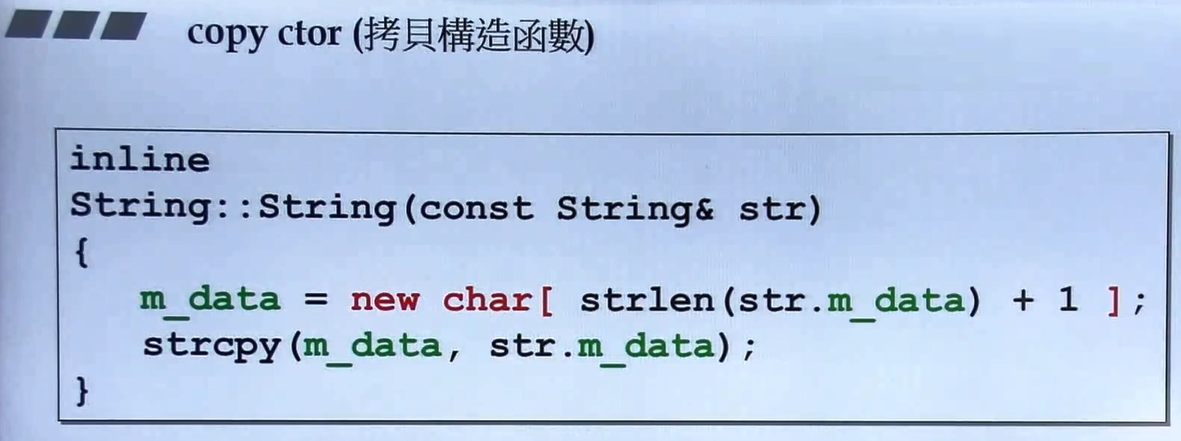 copy ctor (拷貝構造函數)
inline
String::String(const String& str)
{
m_data = new char[ strlen(str.m_data) + 1 ];
strcpy(m_data, str.m_data);
}